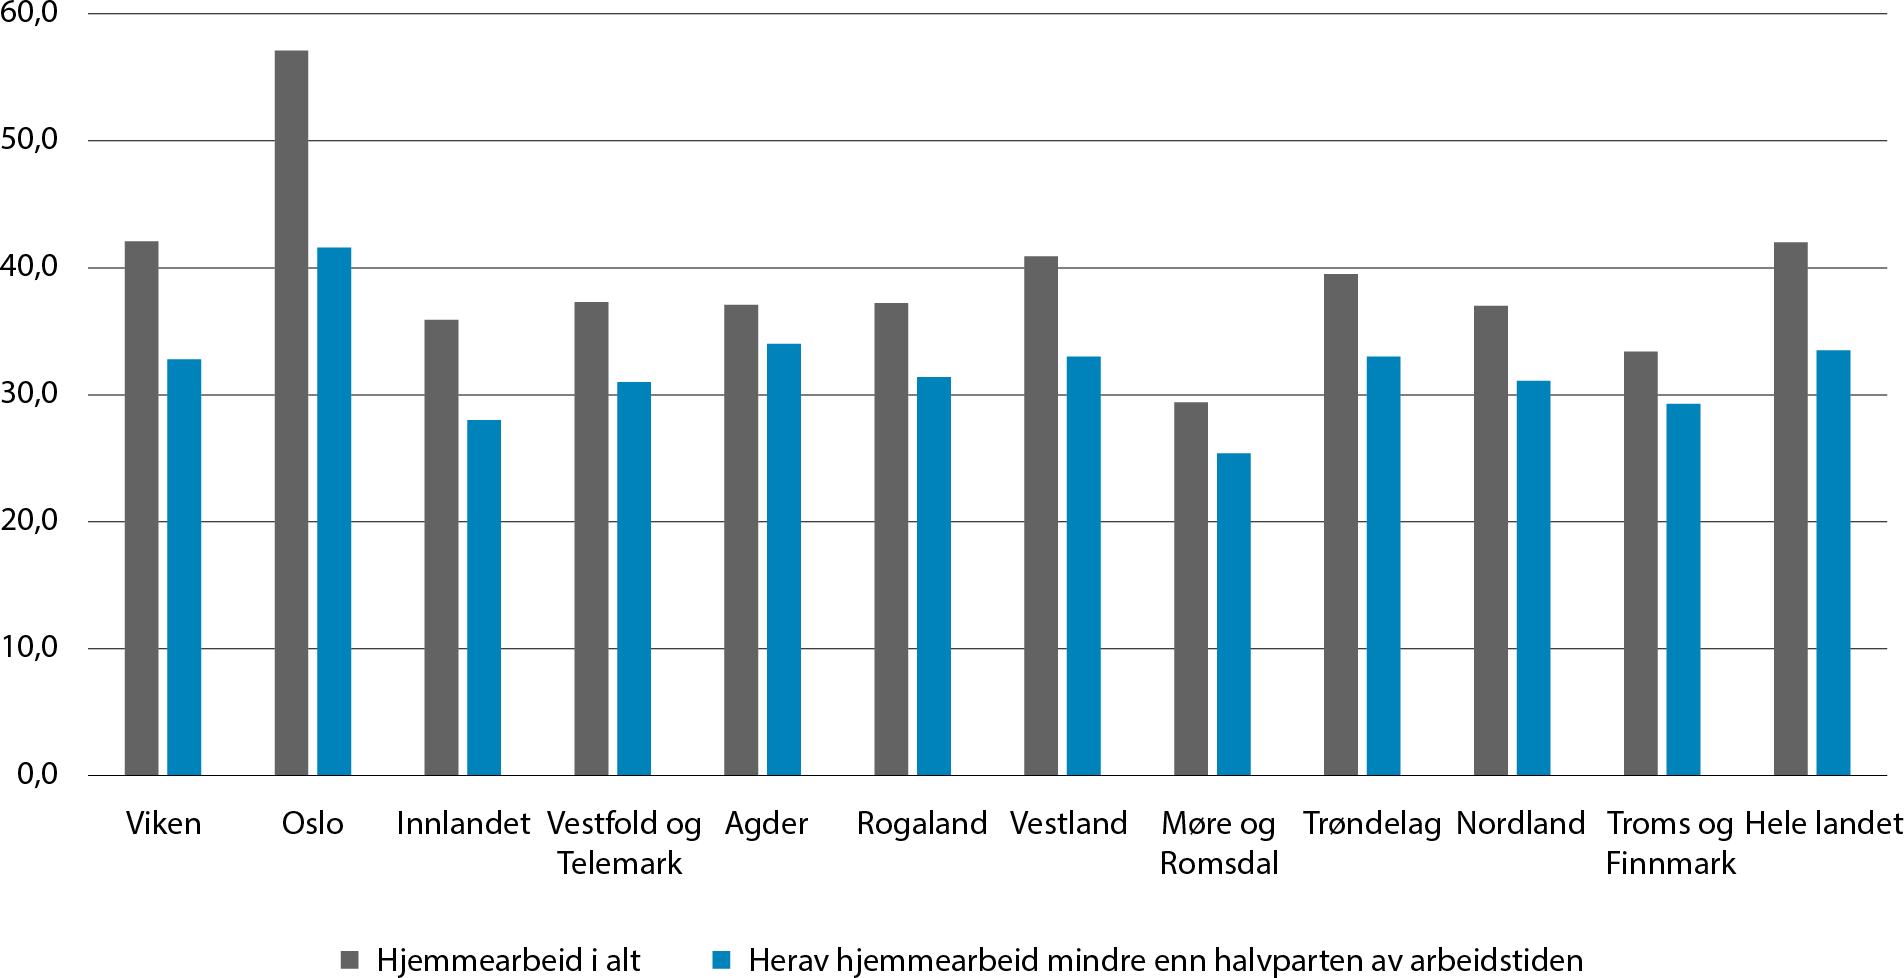 60,0
50,0
40,0
30,0
20,0
10,0
0,0
Viken Oslo Innlandet Vestfold og Agder Rogaland Vestland Møre og Trøndelag Nordland Troms og Hele landet
Telemark Romsdal Finnmark
Hjemmearbeid i alt Herav hjemmearbeid mindre enn halvparten av arbeidstiden